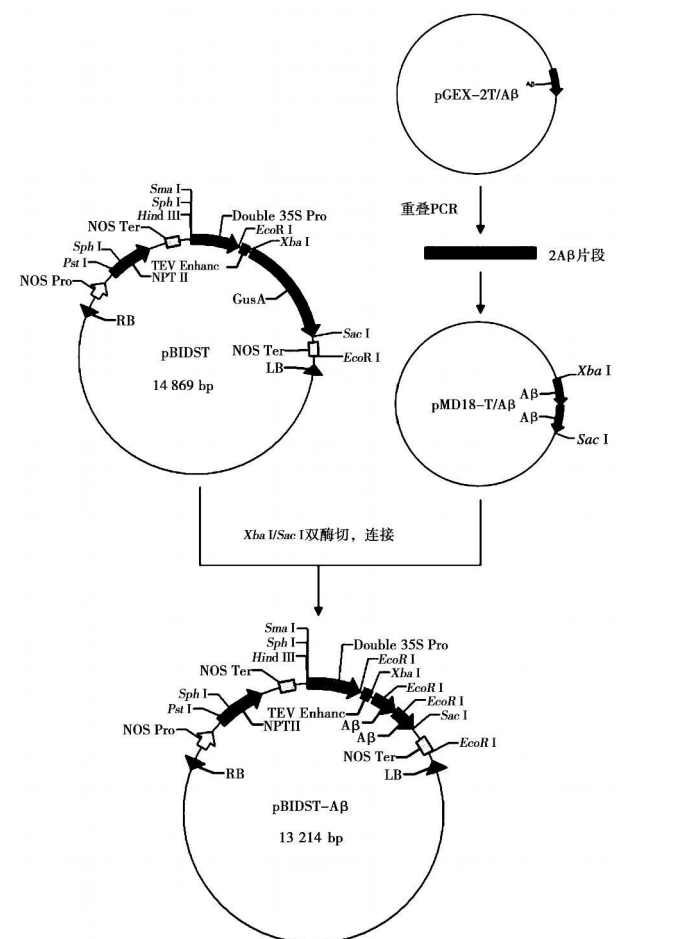 pGEX-2T/Aβ
Aβ
重叠PCR
2Aβ片段
Sma I
Sph I
Hind III
NOS Ter
Double 35S Pro
EcoR I
Xba I
Sph I
Pst I
TEV Enhanc
NPT II
NOS Pro
GusA
RB
Sac I
NOS Ter
EcoR I
LB
pBIDST
14 869 bp
Xba I
Aβ
pMD18-T/Aβ
Aβ
Sac I
Xba I/Sac I双酶切，连接
Sma I
Sph I
Hind III
Double 35S Pro
EcoR I
NOS Ter
Xba I
EcoR I
Sph I
EcoR I
Pst I
TEV Enhanc
Sac I
NPTII
Aβ
NOS Pro
Aβ
EcoR I
NOS Ter
RB
LB
pBIDST-Aβ
13 214 bp